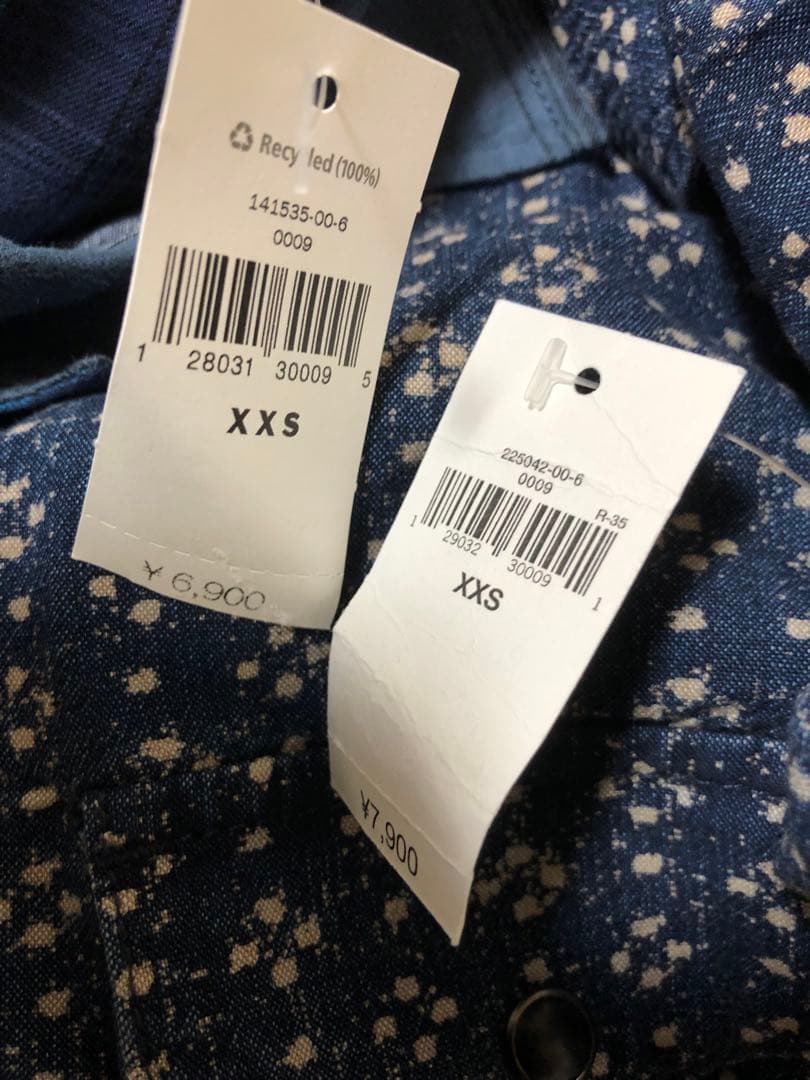 Recycled (100%)
141535-00-6
0009
1 28031 30009 5
XXS
¥6,900
225042-00-6
0009
R-35
1 29032 30009 1
XXS
¥7,900